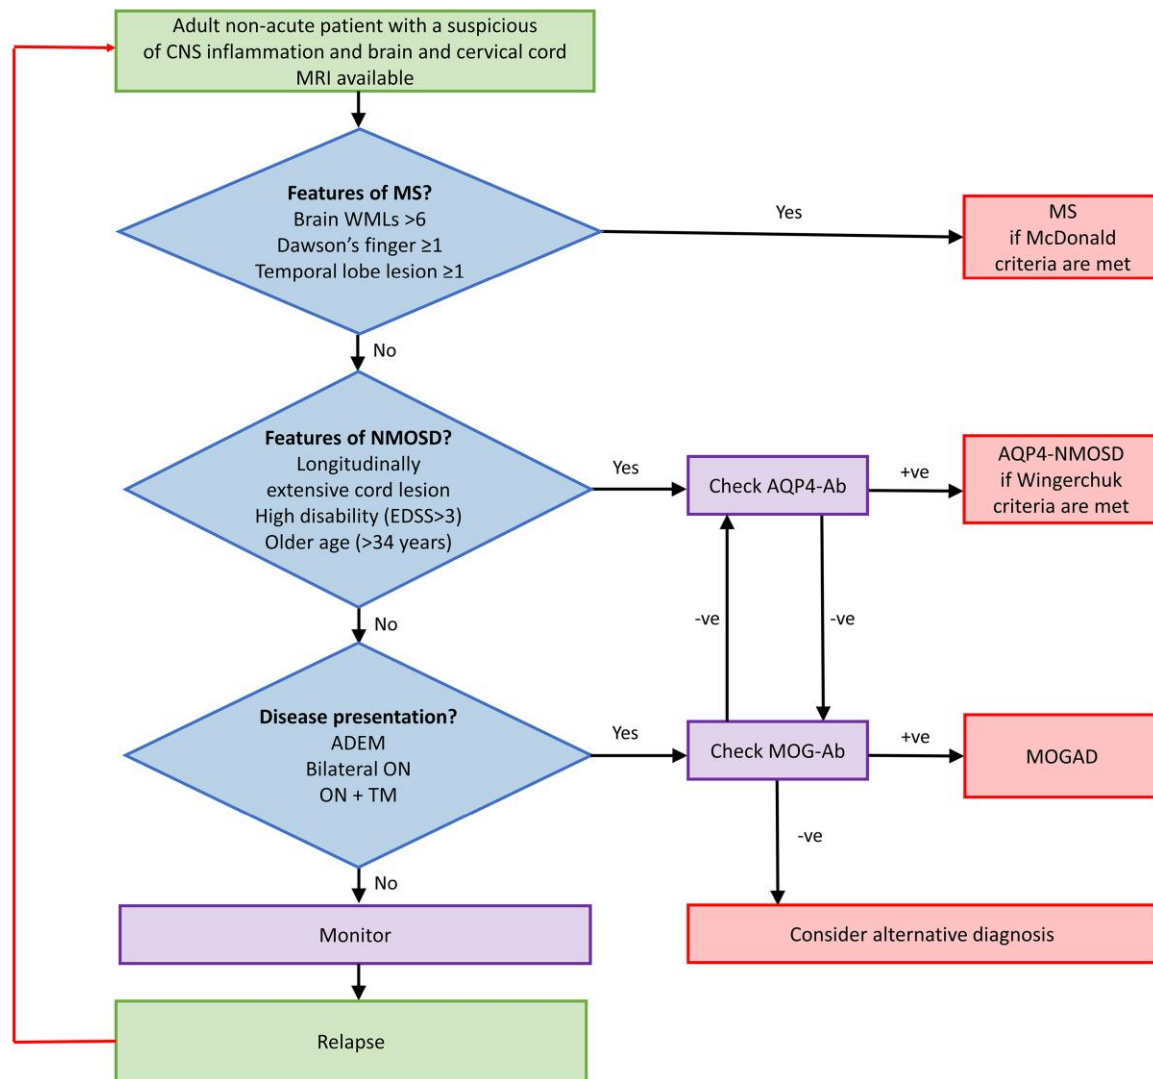 Adult non-acute patient with a suspicious
of CNS inflammation and brain and cervical cord
MRI available
Features of MS?
Brain WMLs >6
Dawson's finger ≥1
Temporal lobe lesion ≥1
Yes
MS
if McDonald
criteria are met
No
Features of NMOSD?
Longitudinally
extensive cord lesion
High disability (EDSS>3)
Older age (>34 years)
Yes
Check AQP4-Ab
+ve
AQP4-NMOSD
if Wingerchuk
criteria are met
No
-ve
-ve
Disease presentation?
ADEM
Bilateral ON
ON + TM
Yes
Check MOG-Ab
+ve
MOGAD
-ve
No
Monitor
Consider alternative diagnosis
Relapse